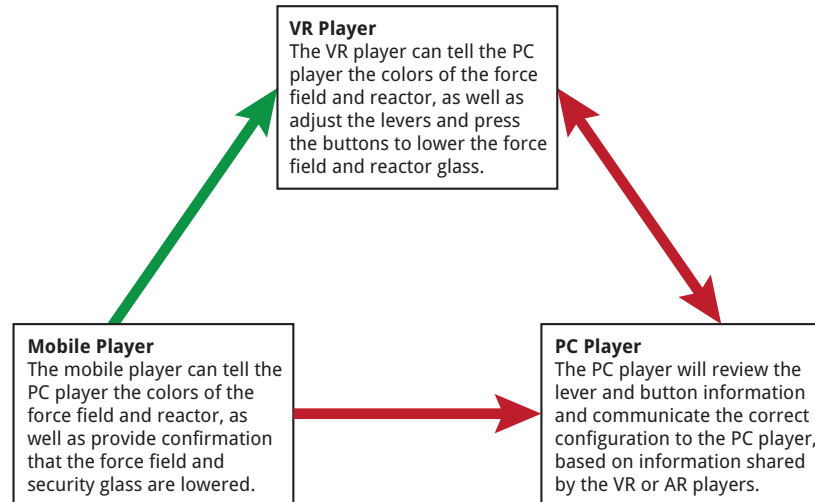 VR Player
The VR player can tell the PC
player the colors of the force
field and reactor, as well as
adjust the levers and press
the buttons to lower the force
field and reactor glass.
Mobile Player
The mobile player can tell the
PC player the colors of the
force field and reactor, as
well as provide confirmation
that the force field and
security glass are lowered.
PC Player
The PC player will review the
lever and button information
and communicate the correct
configuration to the PC player,
based on information shared
by the VR or AR players.